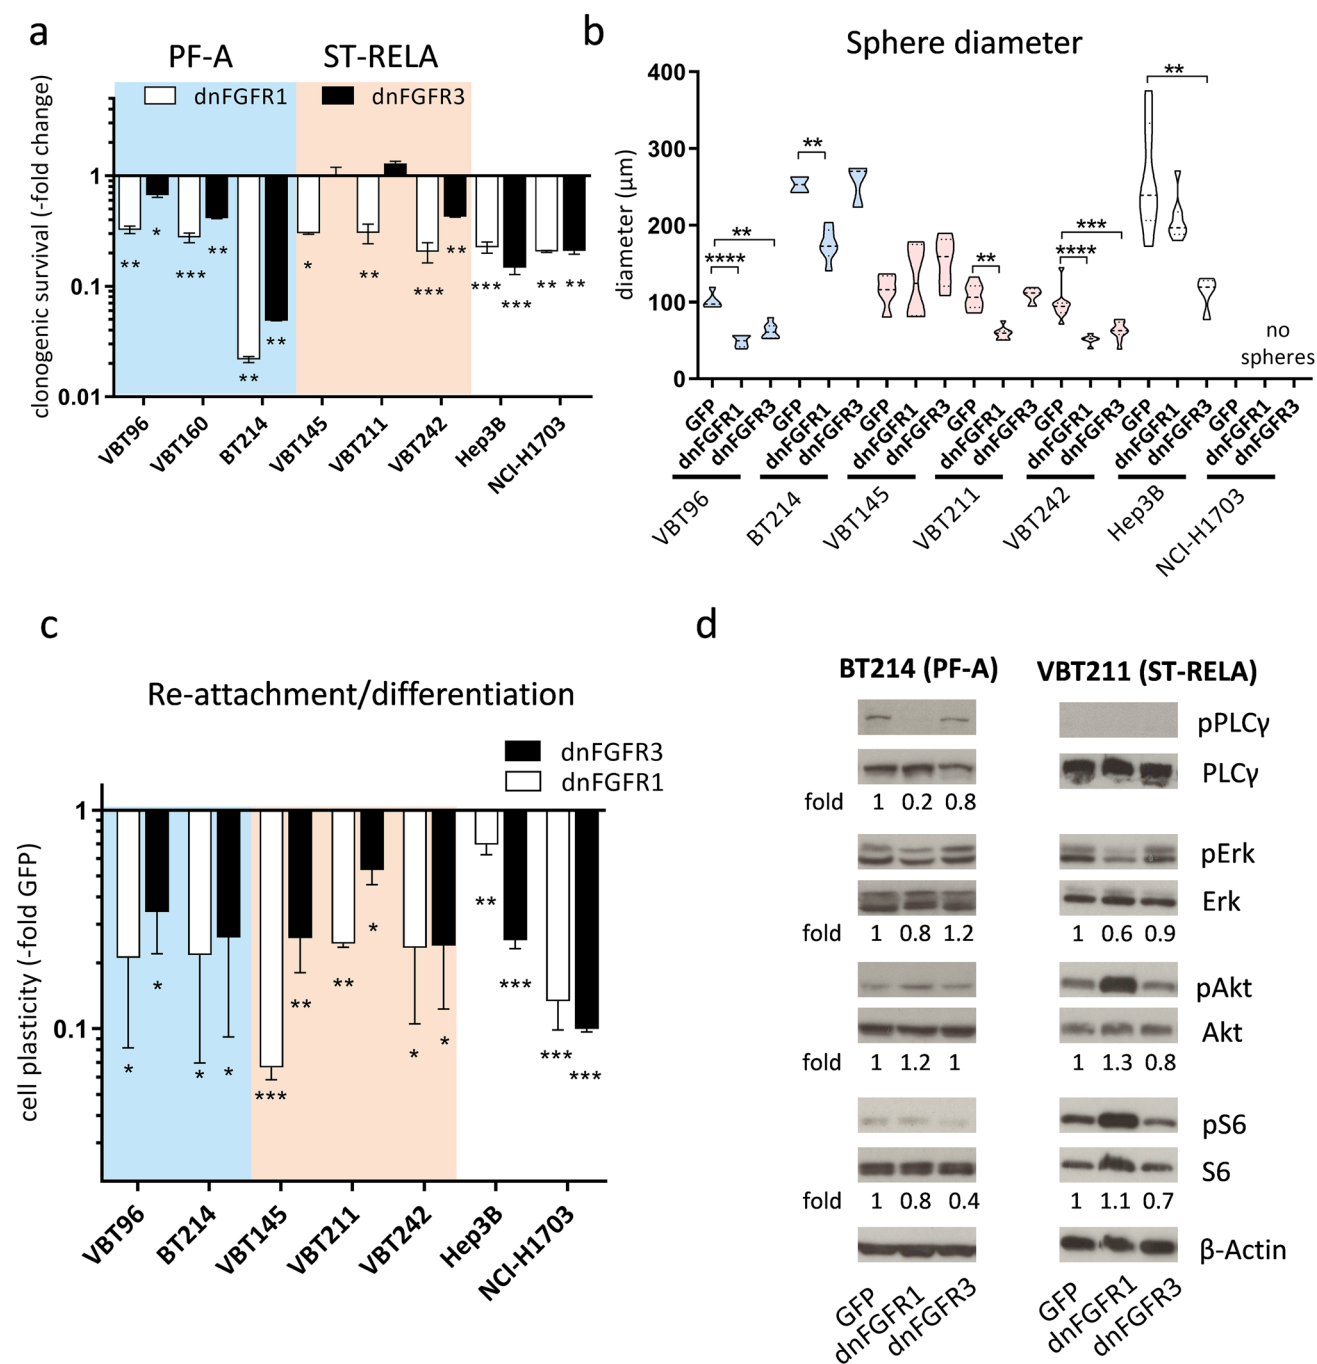 a
PF-A
ST-RELA
dnFGFR1
dnFGFR3
clonogenic survival (-fold change)
1
0.1
0.01
**
*
***
**
**
**
*
**
***
**
***
***
**
**
VBT96
VBT160
BT214
VBT145
VBT211
VBT242
Hep3B
NCI-H1703
b
Sphere diameter
diameter (μm)
400
300
200
100
0
****
**
**
**
****
***
**
no
spheres
GFP
dnFGFR1
dnFGFR3
GFP
dnFGFR1
dnFGFR3
GFP
dnFGFR1
dnFGFR3
GFP
dnFGFR1
dnFGFR3
GFP
dnFGFR1
dnFGFR3
GFP
dnFGFR1
dnFGFR3
GFP
dnFGFR1
dnFGFR3
VBT96
BT214
VBT145
VBT211
VBT242
Hep3B
NCI-H1703
c
Re-attachment/differentiation
dnFGFR3
dnFGFR1
cell plasticity (-fold GFP)
1
0.1
*
*
*
*
***
**
**
*
*
*
**
***
***
***
VBT96
BT214
VBT145
VBT211
VBT242
Hep3B
NCI-H1703
d
BT214 (PF-A)
VBT211 (ST-RELA)
pPLCγ
PLCγ
fold 1 0.2 0.8
pErk
Erk
fold 1 0.8 1.2 1 0.6 0.9
pAkt
Akt
fold 1 1.2 1 1 1.3 0.8
pS6
S6
fold 1 0.8 0.4 1 1.1 0.7
β-Actin
GFP
dnFGFR1
dnFGFR3
GFP
dnFGFR1
dnFGFR3